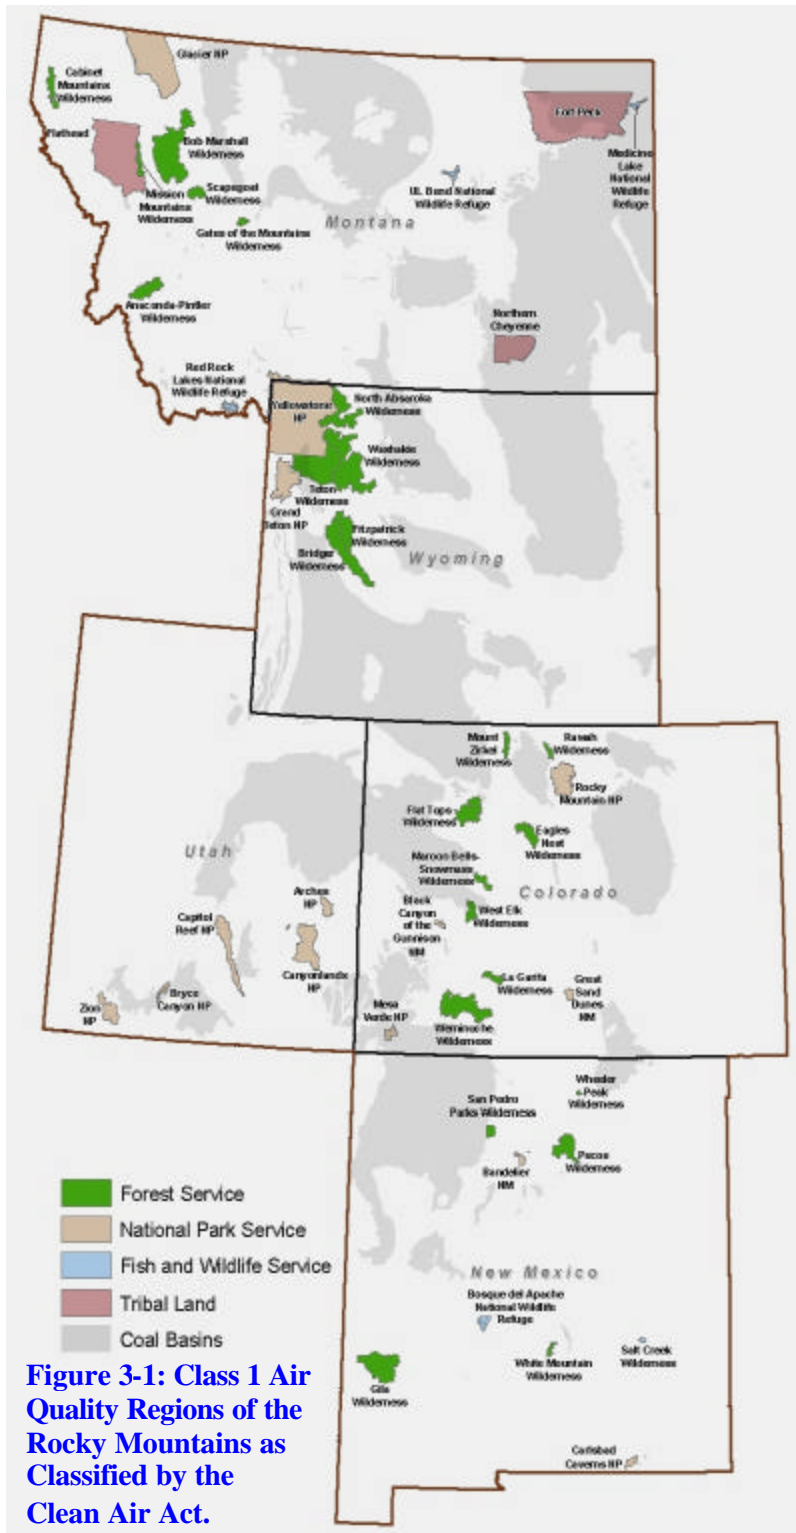 Glacier NP
Cabinet
Mountains
Wilderness
Fort Peck
Flathead
Bob Marshall
Wilderness
Medicine
Lake
National
Wildlife
Refuge
Mission
Mountains
Wilderness
Scapegoat
Wilderness
UL Bend National
Wildlife Refuge
Montana
Gates of the Mountains
Wilderness
Anaconda-Pintler
Wilderness
Northern
Cheyenne
Red Rock
Lakes National
Wildlife Refuge
Yellowstone
NP
North Absaroka
Wilderness
Washakie
Wilderness
Teton
Wilderness
Grand
Teton NP
Fitzpatrick
Wilderness
Bridger
Wilderness
Wyoming
Mount
Zirkel
Wilderness
Rawah
Wilderness
Rocky
Mountain NP
Flat Tops
Wilderness
Eagles
Nest
Wilderness
Utah
Maroon Bells-
Snowmass
Wilderness
Colorado
Arches
NP
Black
Canyon
of the
Gunnison
NM
West Elk
Wilderness
Capitol
Reef NP
Canyonlands
NP
La Garita
Wilderness
Great
Sand
Dunes
NM
Zion
NP
Bryce
Canyon NP
Mesa
Verde NP
Weminuche
Wilderness
Wheeler
Peak
Wilderness
San Pedro
Parks Wilderness
Pecos
Wilderness
Bandelier
NM
Forest Service
National Park Service
Fish and Wildlife Service
Tribal Land
Coal Basins
New Mexico
Bosque del Apache
National Wildlife
Refuge
White Mountain
Wilderness
Salt Creek
Wilderness
Gila
Wilderness
Carlsbad
Caverns NP
Figure 3-1: Class 1 Air
Quality Regions of the
Rocky Mountains as
Classified by the
Clean Air Act.